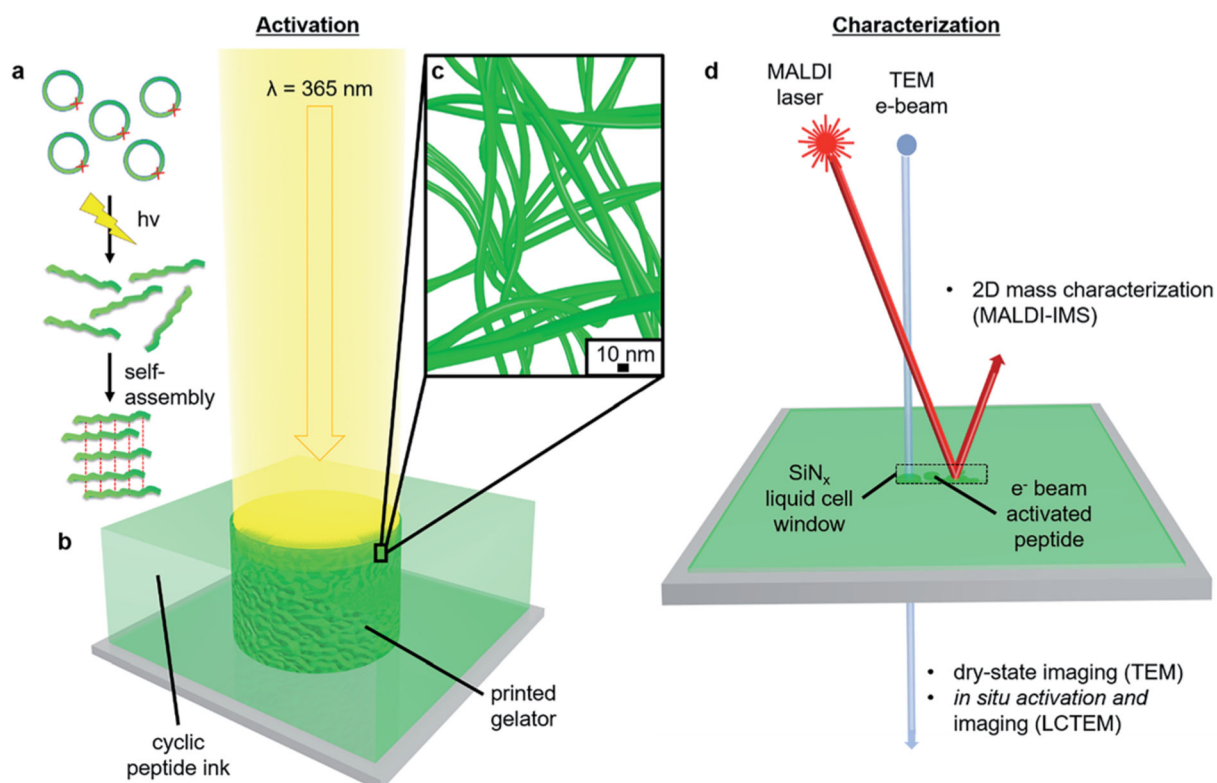 Activation
a
λ = 365 nm
hν
self-
assembly
b
cyclic
peptide ink
printed
gelator
c
10 nm
Characterization
d
MALDI
laser
TEM
e-beam
• 2D mass characterization
(MALDI-IMS)
SiNₓ
liquid cell
window
e⁻ beam
activated
peptide
• dry-state imaging (TEM)
• in situ activation and
imaging (LCTEM)